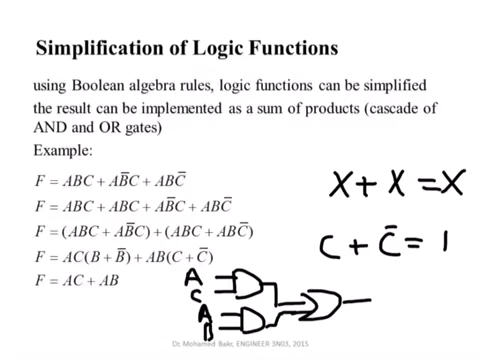 Simplification of Logic Functions
using Boolean algebra rules, logic functions can be simplified
the result can be implemented as a sum of products (cascade of
AND and OR gates)
Example:
F = ABC + AB̅C + ABC̅
F = ABC + ABC + AB̅C + ABC̅
F = (ABC + AB̅C) + (ABC + ABC̅)
F = AC(B + B̅) + AB(C + C̅)
F = AC + AB
X + X = X
C + C̅ = 1
A
C
A
B
Dr. Mohamed Bakr, ENGINEER 3N03, 2015